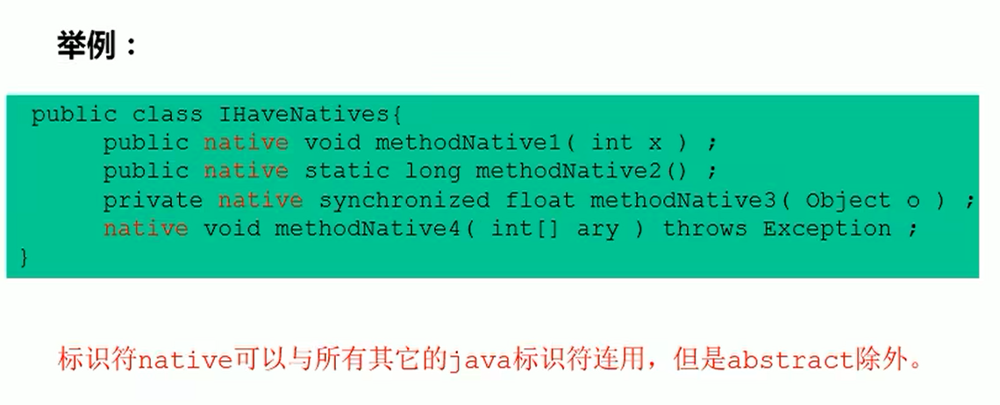 举例：
public class IHaveNatives{
public native void methodNative1( int x ) ;
public native static long methodNative2() ;
private native synchronized float methodNative3( Object o ) ;
native void methodNative4( int[] ary ) throws Exception ;
}
标识符native可以与所有其它的java标识符连用，但是abstract除外。